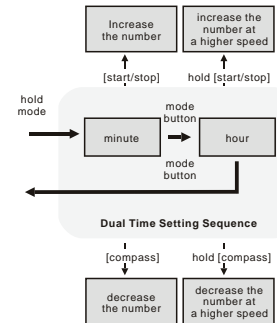 Increase
the number
increase the
number at
a higher speed
[start/stop]
hold [start/stop]
hold
mode
mode
button
minute
hour
mode
button
Dual Time Setting Sequence
[compass]
hold [compass]
decrease
the number
decrease the
number at
a higher speed